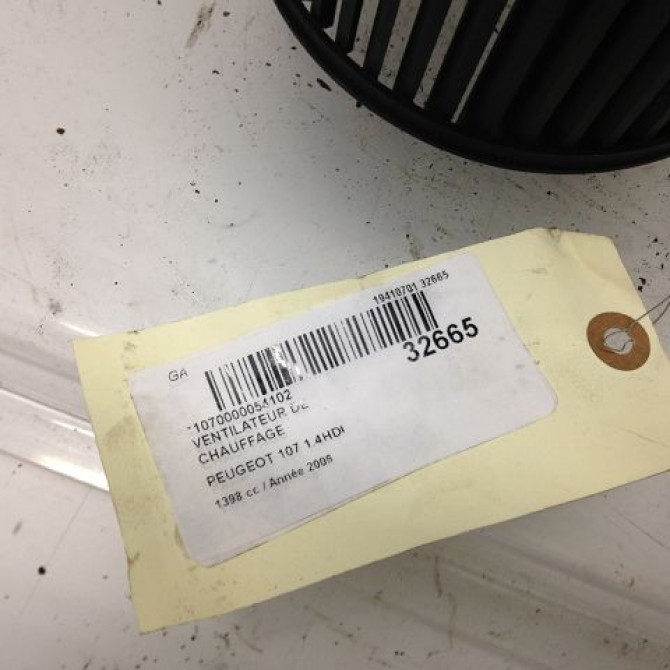 19410701 32665
GA
32665
*1070000054102
VENTILATEUR DE
CHAUFFAGE
PEUGEOT 107 1.4HDI
1398 cc / Année 2006